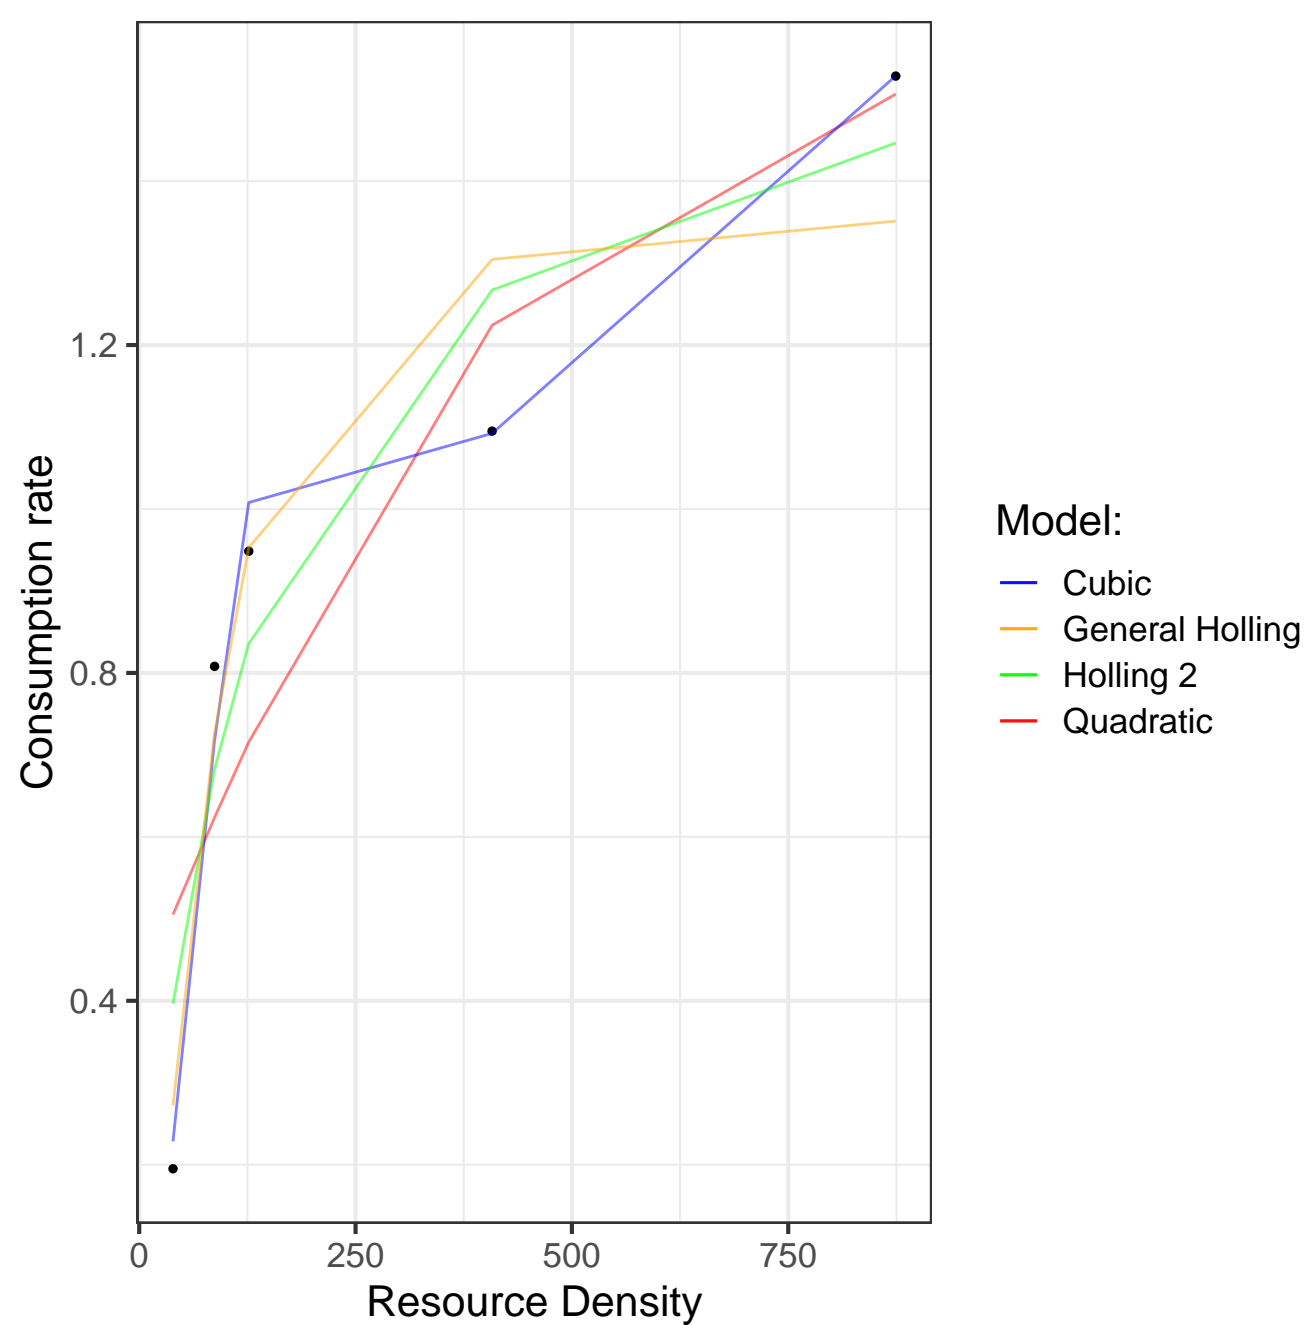 1.2
0.8
0.4
Consumption rate
0 250 500 750
Resource Density
Model:
Cubic
General Holling
Holling 2
Quadratic